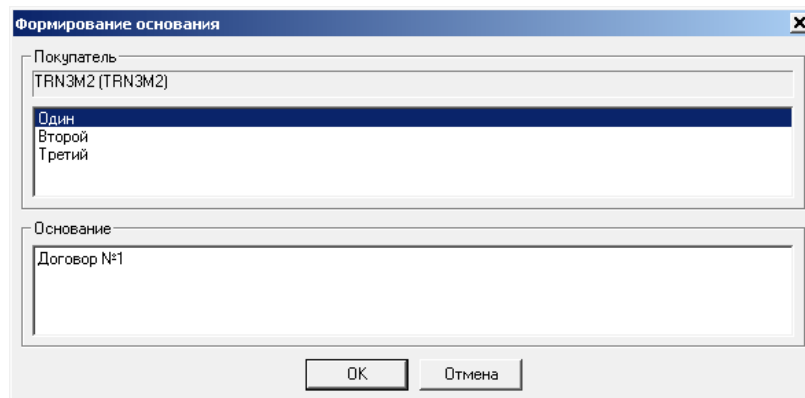 Формирование основания
Покупатель
TRN3M2 (TRN3M2)
Один
Второй
Третий
Основание
Договор №1
OK
Отмена